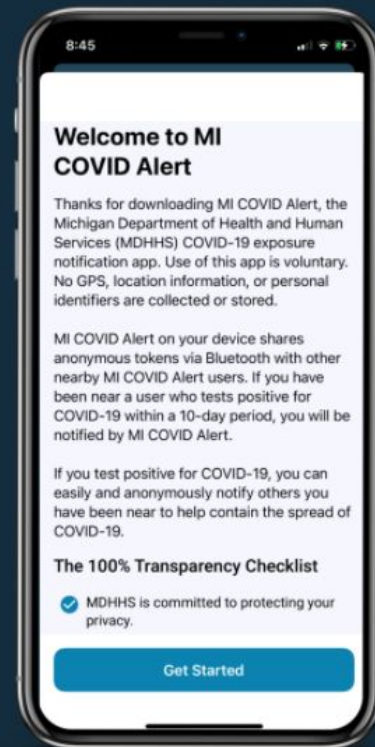 8:45
Welcome to MI
COVID Alert
Thanks for downloading MI COVID Alert, the
Michigan Department of Health and Human
Services (MDHHS) COVID-19 exposure
notification app. Use of this app is voluntary.
No GPS, location information, or personal
identifiers are collected or stored.
MI COVID Alert on your device shares
anonymous tokens via Bluetooth with other
nearby MI COVID Alert users. If you have
been near a user who tests positive for
COVID-19 within a 10-day period, you will be
notified by MI COVID Alert.
If you test positive for COVID-19, you can
easily and anonymously notify others you
have been near to help contain the spread of
COVID-19.
The 100% Transparency Checklist
MDHHS is committed to protecting your
privacy.
Get Started